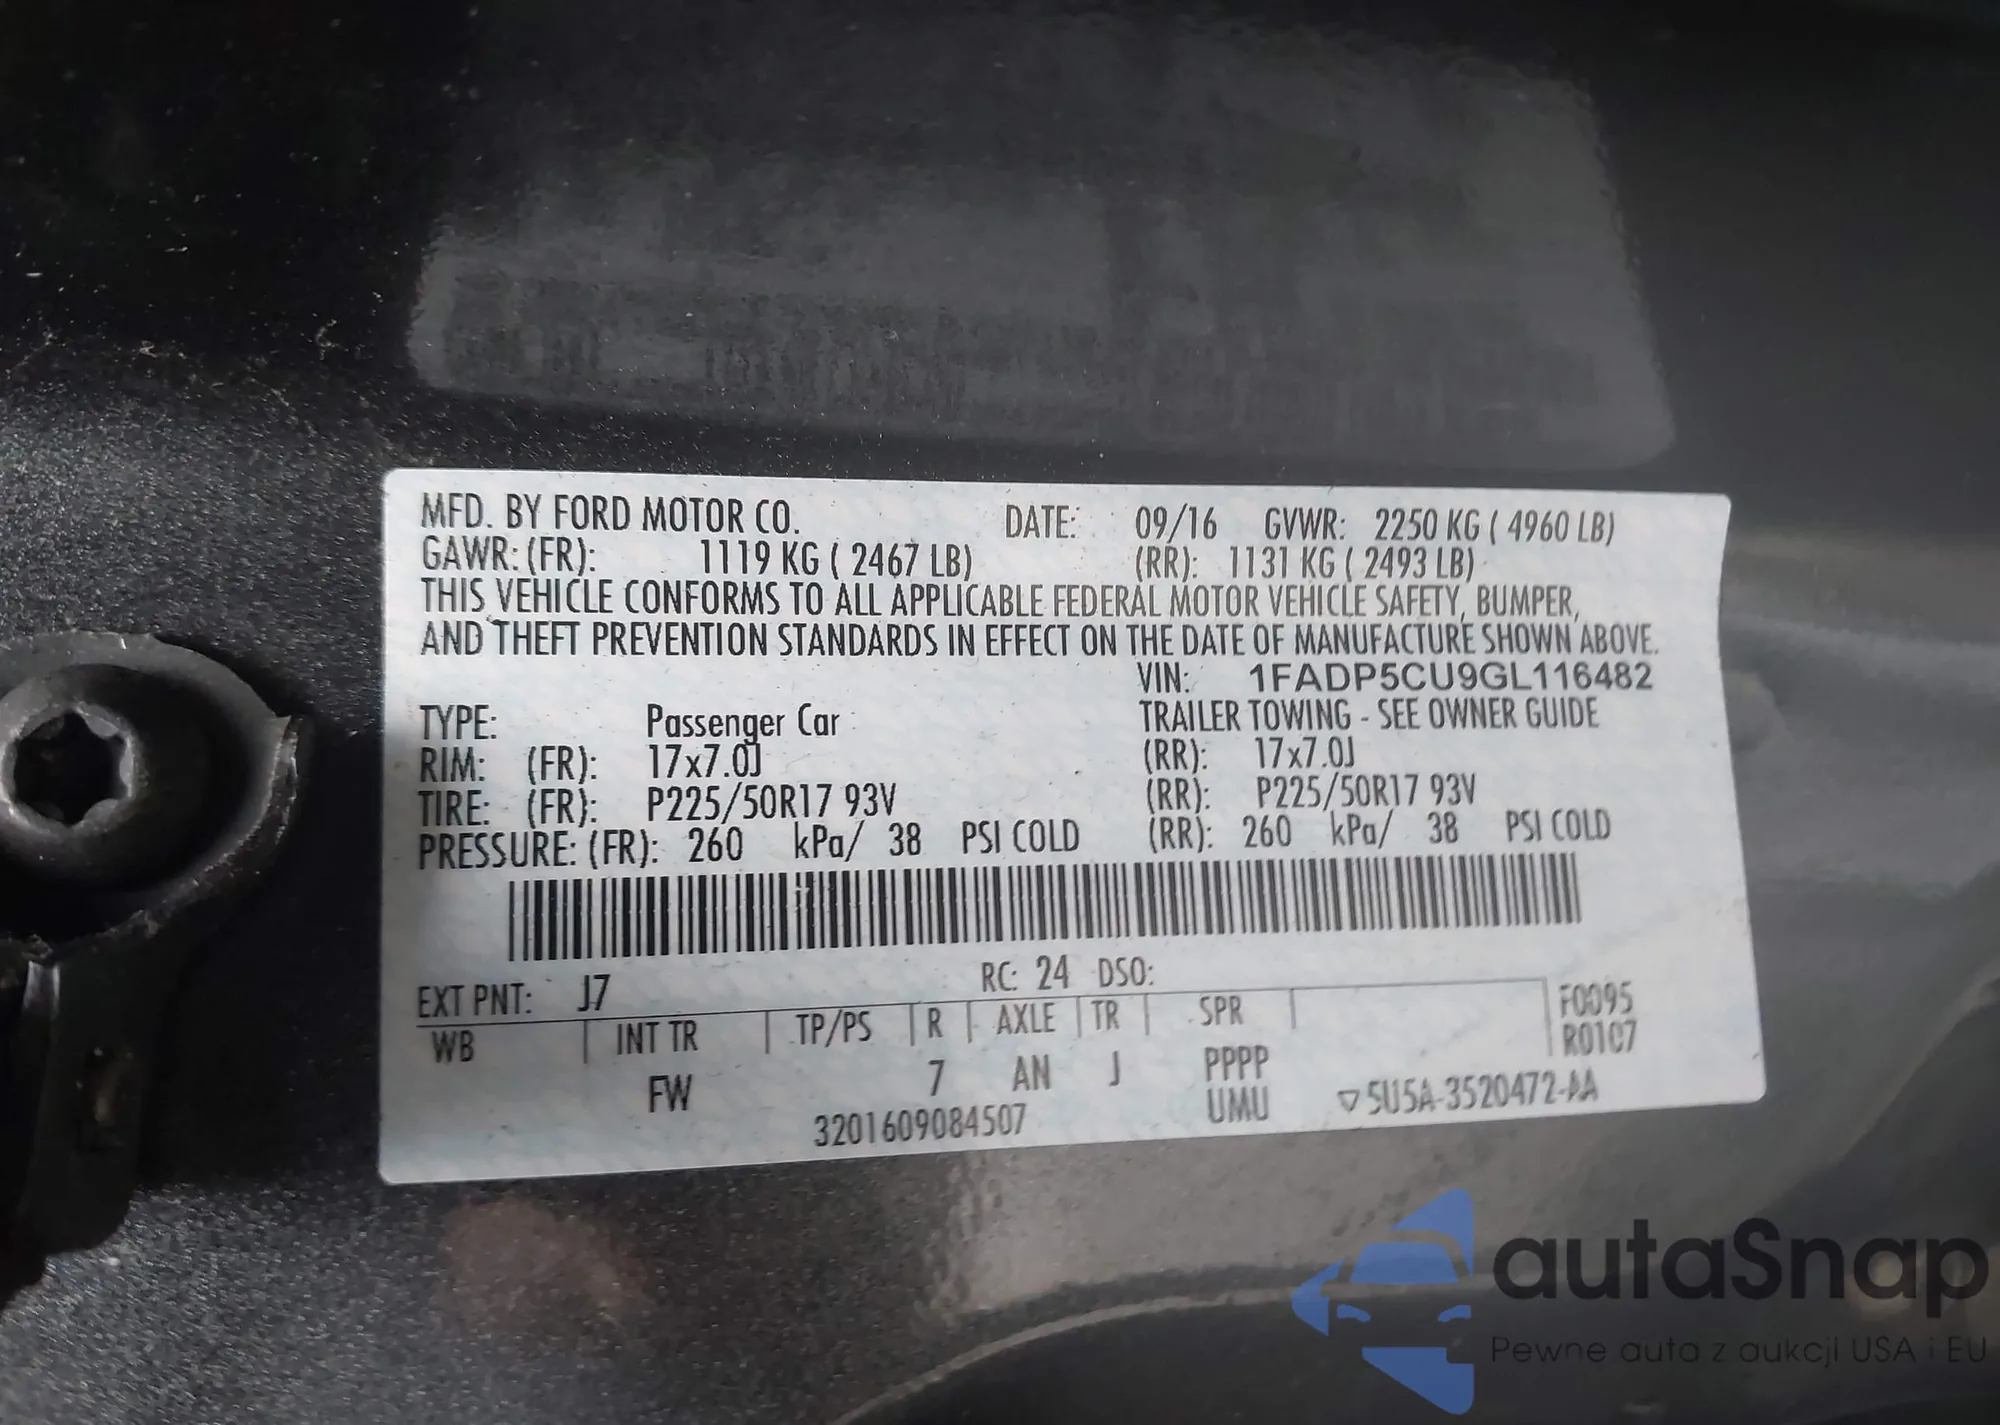 MFD. BY FORD MOTOR CO. DATE: 09/16 GVWR: 2250 KG ( 4960 LB)
GAWR: (FR): 1119 KG ( 2467 LB) (RR): 1131 KG ( 2493 LB)
THIS VEHICLE CONFORMS TO ALL APPLICABLE FEDERAL MOTOR VEHICLE SAFETY, BUMPER,
AND THEFT PREVENTION STANDARDS IN EFFECT ON THE DATE OF MANUFACTURE SHOWN ABOVE.
VIN: 1FADP5CU9GL116482
TYPE: Passenger Car TRAILER TOWING - SEE OWNER GUIDE
RIM: (FR): 17x7.0J (RR): 17x7.0J
TIRE: (FR): P225/50R17 93V (RR): P225/50R17 93V
PRESSURE: (FR): 260 kPa/ 38 PSI COLD (RR): 260 kPa/ 38 PSI COLD
EXT PNT: J7 RC: 24 DSO:
WB INT TR TP/PS R AXLE TR SPR F0095
R0107
FW 7 AN J PPPP
UMU
3201609084507 ▽5U5A-3520472-AA
autaSnap
Pewne auta z aukcji USA i EU